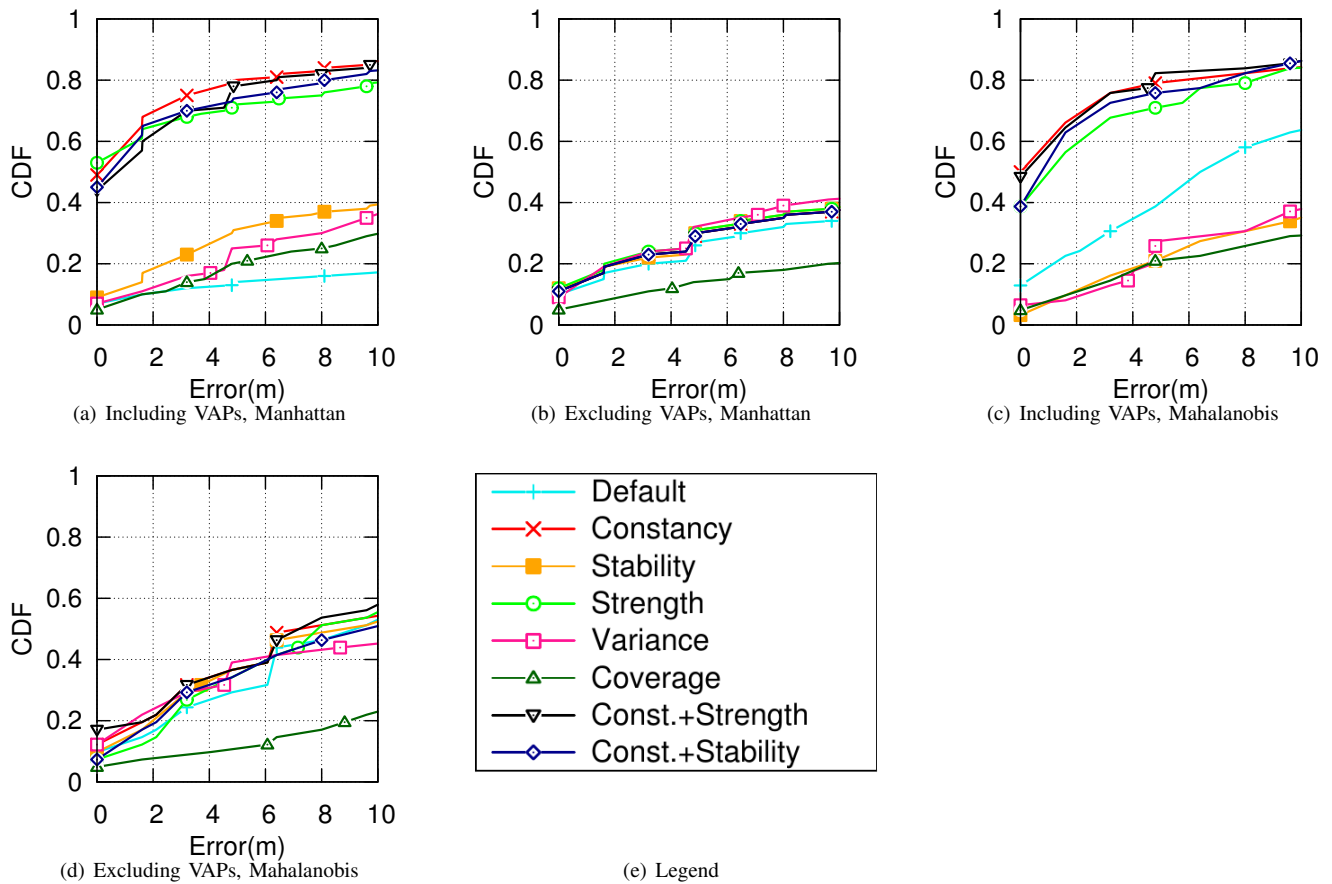 1
0.8
0.6
0.4
0.2
0
CDF
0 2 4 6 8 10
Error(m)
(a) Including VAPs, Manhattan
1
0.8
0.6
0.4
0.2
0
CDF
0 2 4 6 8 10
Error(m)
(b) Excluding VAPs, Manhattan
1
0.8
0.6
0.4
0.2
0
CDF
0 2 4 6 8 10
Error(m)
(c) Including VAPs, Mahalanobis
1
0.8
0.6
0.4
0.2
0
CDF
0 2 4 6 8 10
Error(m)
(d) Excluding VAPs, Mahalanobis
Default
Constancy
Stability
Strength
Variance
Coverage
Const.+Strength
Const.+Stability
(e) Legend